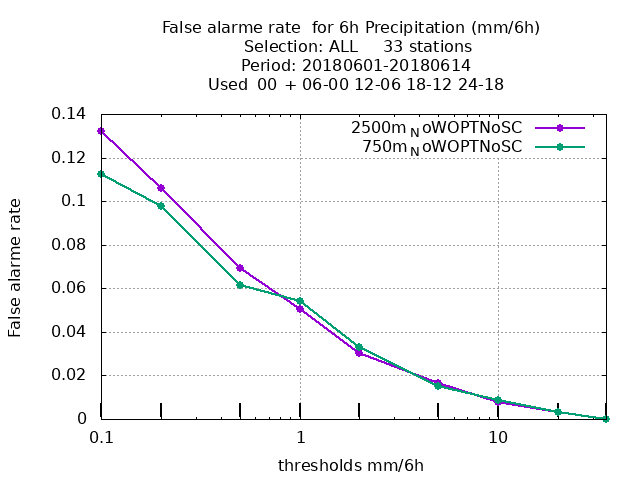 False alarme rate  for 6h Precipitation (mm/6h)
Selection: ALL     33 stations
Period: 20180601-20180614
Used  00 + 06-00 12-06 18-12 24-18
2500m_NoWOPTNoSC
750m_NoWOPTNoSC
False alarme rate
0.14
0.12
0.1
0.08
0.06
0.04
0.02
0
0.1 1 10
thresholds mm/6h